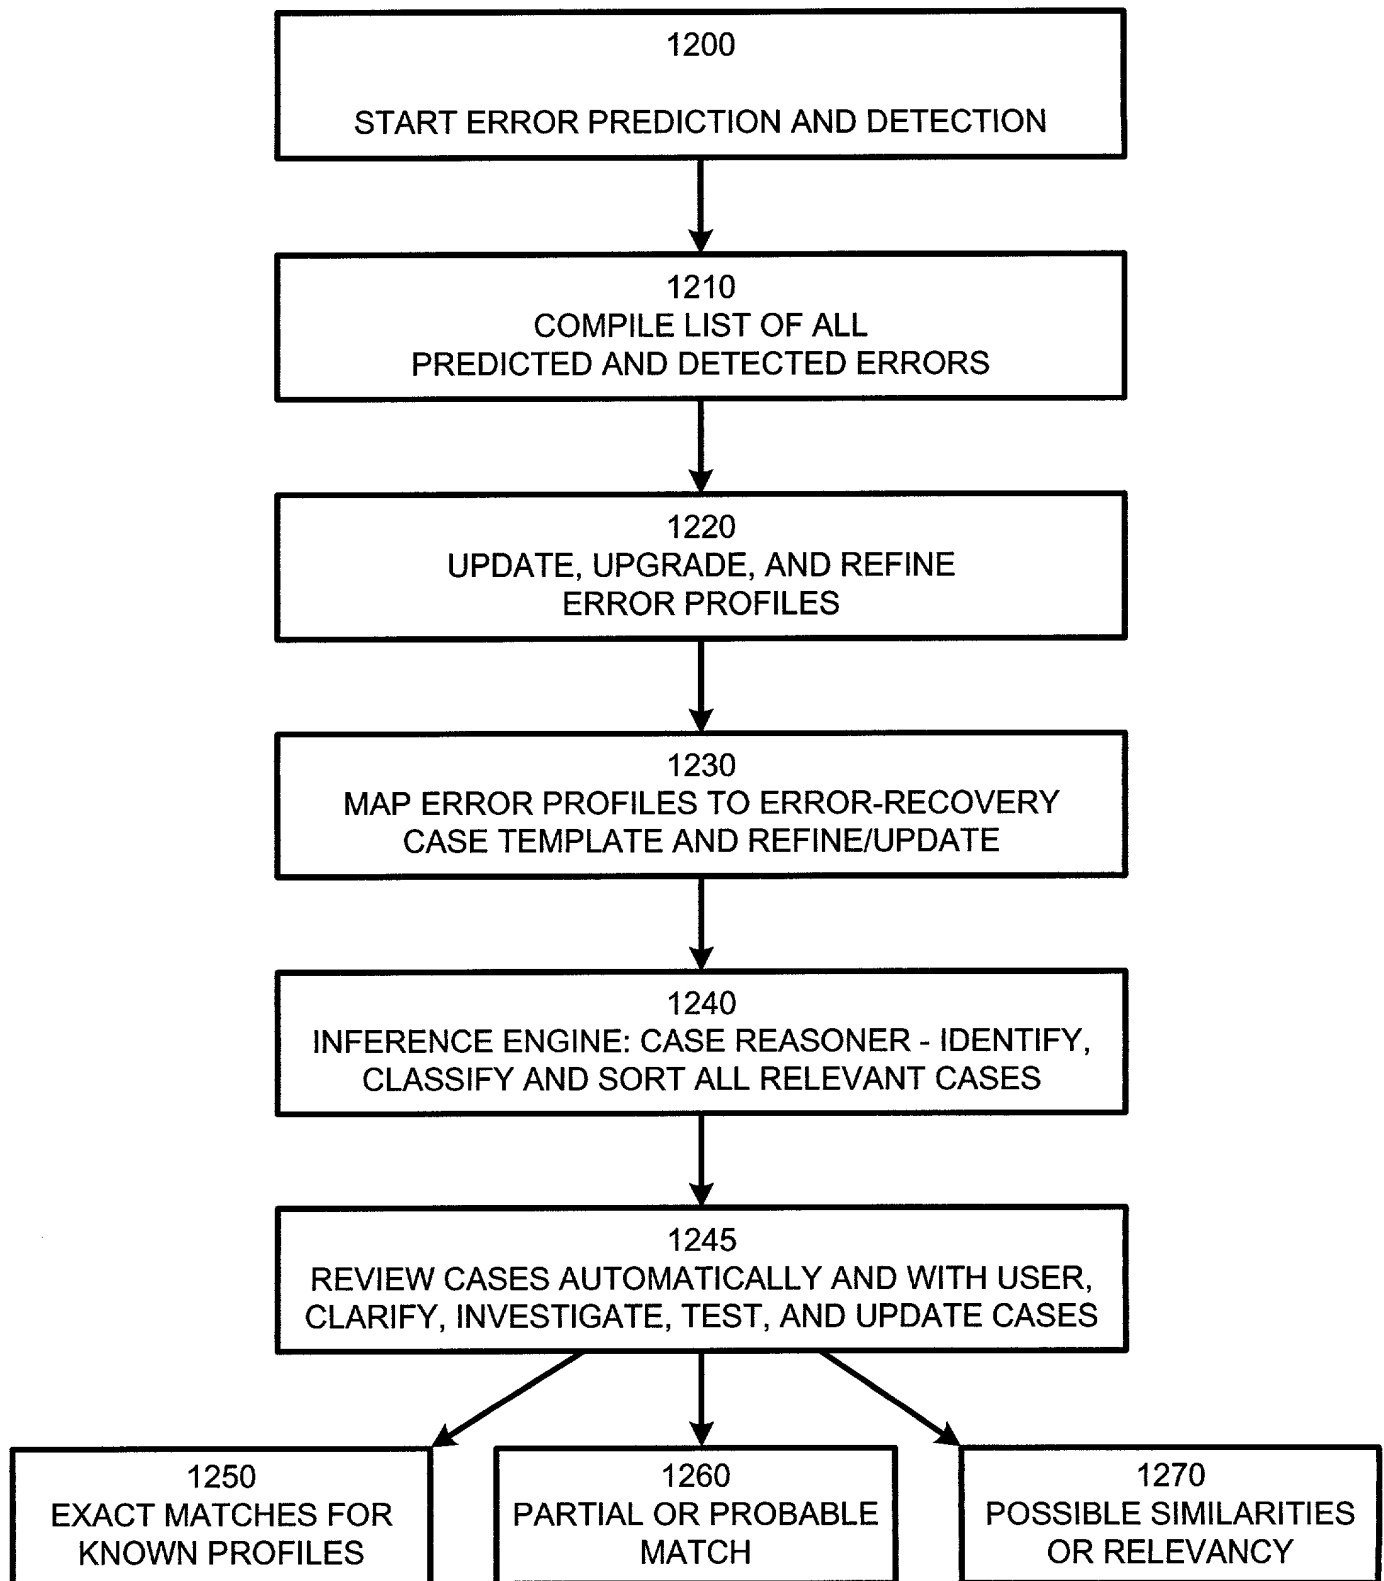 1200
START ERROR PREDICTION AND DETECTION
1210
COMPILE LIST OF ALL
PREDICTED AND DETECTED ERRORS
1220
UPDATE, UPGRADE, AND REFINE
ERROR PROFILES
1230
MAP ERROR PROFILES TO ERROR-RECOVERY
CASE TEMPLATE AND REFINE/UPDATE
1240
INFERENCE ENGINE: CASE REASONER - IDENTIFY,
CLASSIFY AND SORT ALL RELEVANT CASES
1245
REVIEW CASES AUTOMATICALLY AND WITH USER,
CLARIFY, INVESTIGATE, TEST, AND UPDATE CASES
1250
EXACT MATCHES FOR
KNOWN PROFILES
1260
PARTIAL OR PROBABLE
MATCH
1270
POSSIBLE SIMILARITIES
OR RELEVANCY